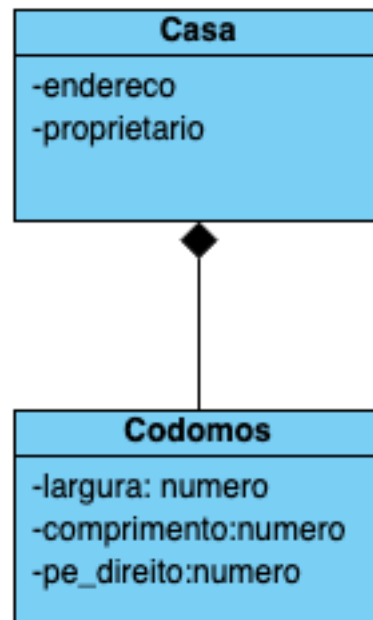 Casa
-endereco
-proprietario
Codomos
-largura: numero
-comprimento:numero
-pe_direito:numero